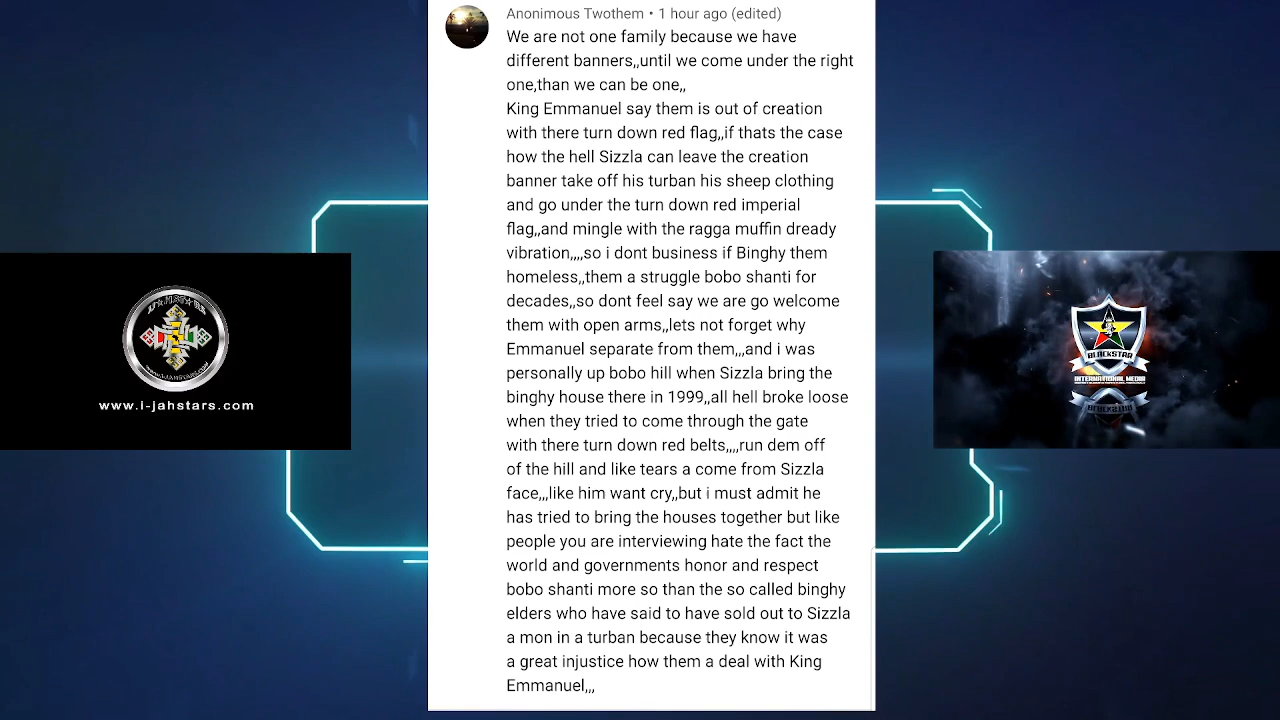 Anonimous Twothem • 1 hour ago (edited)
We are not one family because we have
different banners,,until we come under the right
one,than we can be one,,
King Emmanuel say them is out of creation
with there turn down red flag,,if thats the case
how the hell Sizzla can leave the creation
banner take off his turban his sheep clothing
and go under the turn down red imperial
flag,,and mingle with the ragga muffin dready
vibration,,,,so i dont business if Binghy them
homeless,,them a struggle bobo shanti for
decades,,so dont feel say we are go welcome
them with open arms,,lets not forget why
Emmanuel separate from them,,,and i was
personally up bobo hill when Sizzla bring the
binghy house there in 1999,,all hell broke loose
when they tried to come through the gate
with there turn down red belts,,,,run dem off
of the hill and like tears a come from Sizzla
face,,,like him want cry,,but i must admit he
has tried to bring the houses together but like
people you are interviewing hate the fact the
world and governments honor and respect
bobo shanti more so than the so called binghy
elders who have said to have sold out to Sizzla
a mon in a turban because they know it was
a great injustice how them a deal with King
Emmanuel,,,
www.i-jahstars.com
BLACKSTAR
INTERNATIONAL MEDIA